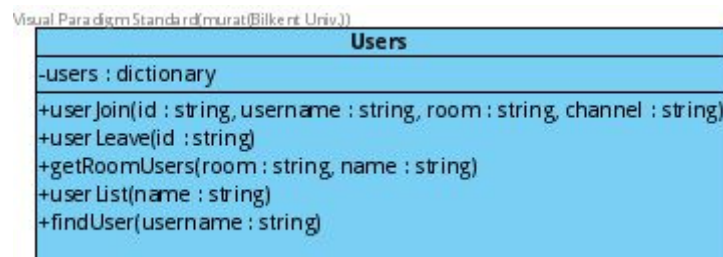 Visual Paradigm Standard(murat(Bilkent Univ.))
Users
-users : dictionary
+userJoin(id : string, username : string, room : string, channel : string)
+userLeave(id : string)
+getRoomUsers(room : string, name : string)
+userList(name : string)
+findUser(username : string)